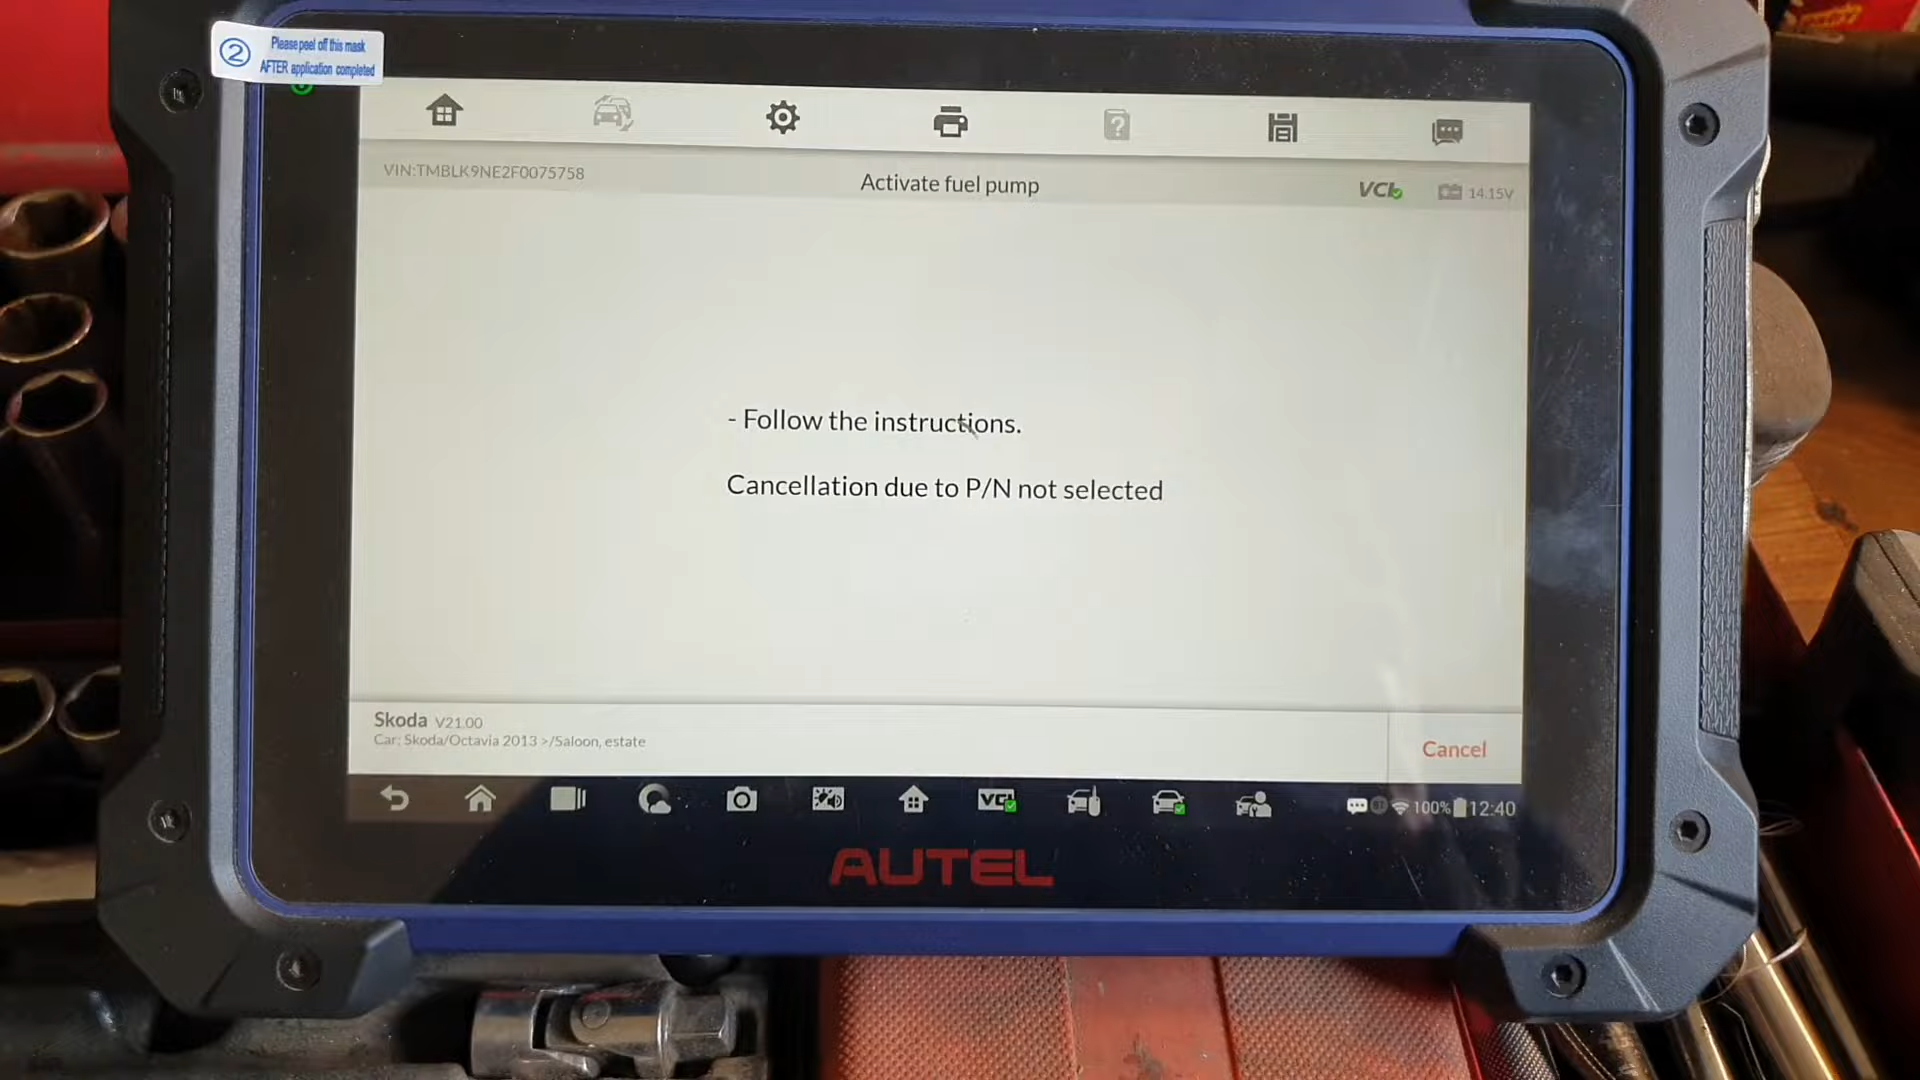 ② Please peel off this mask
AFTER application completed
VIN:TMBLK9NE2F0075758
Activate fuel pump
VCI
14.15V
- Follow the instructions.
Cancellation due to P/N not selected
Skoda V21.00
Car: Skoda/Octavia 2013 >/Saloon, estate
Cancel
VCI
100%
12:40
AUTEL